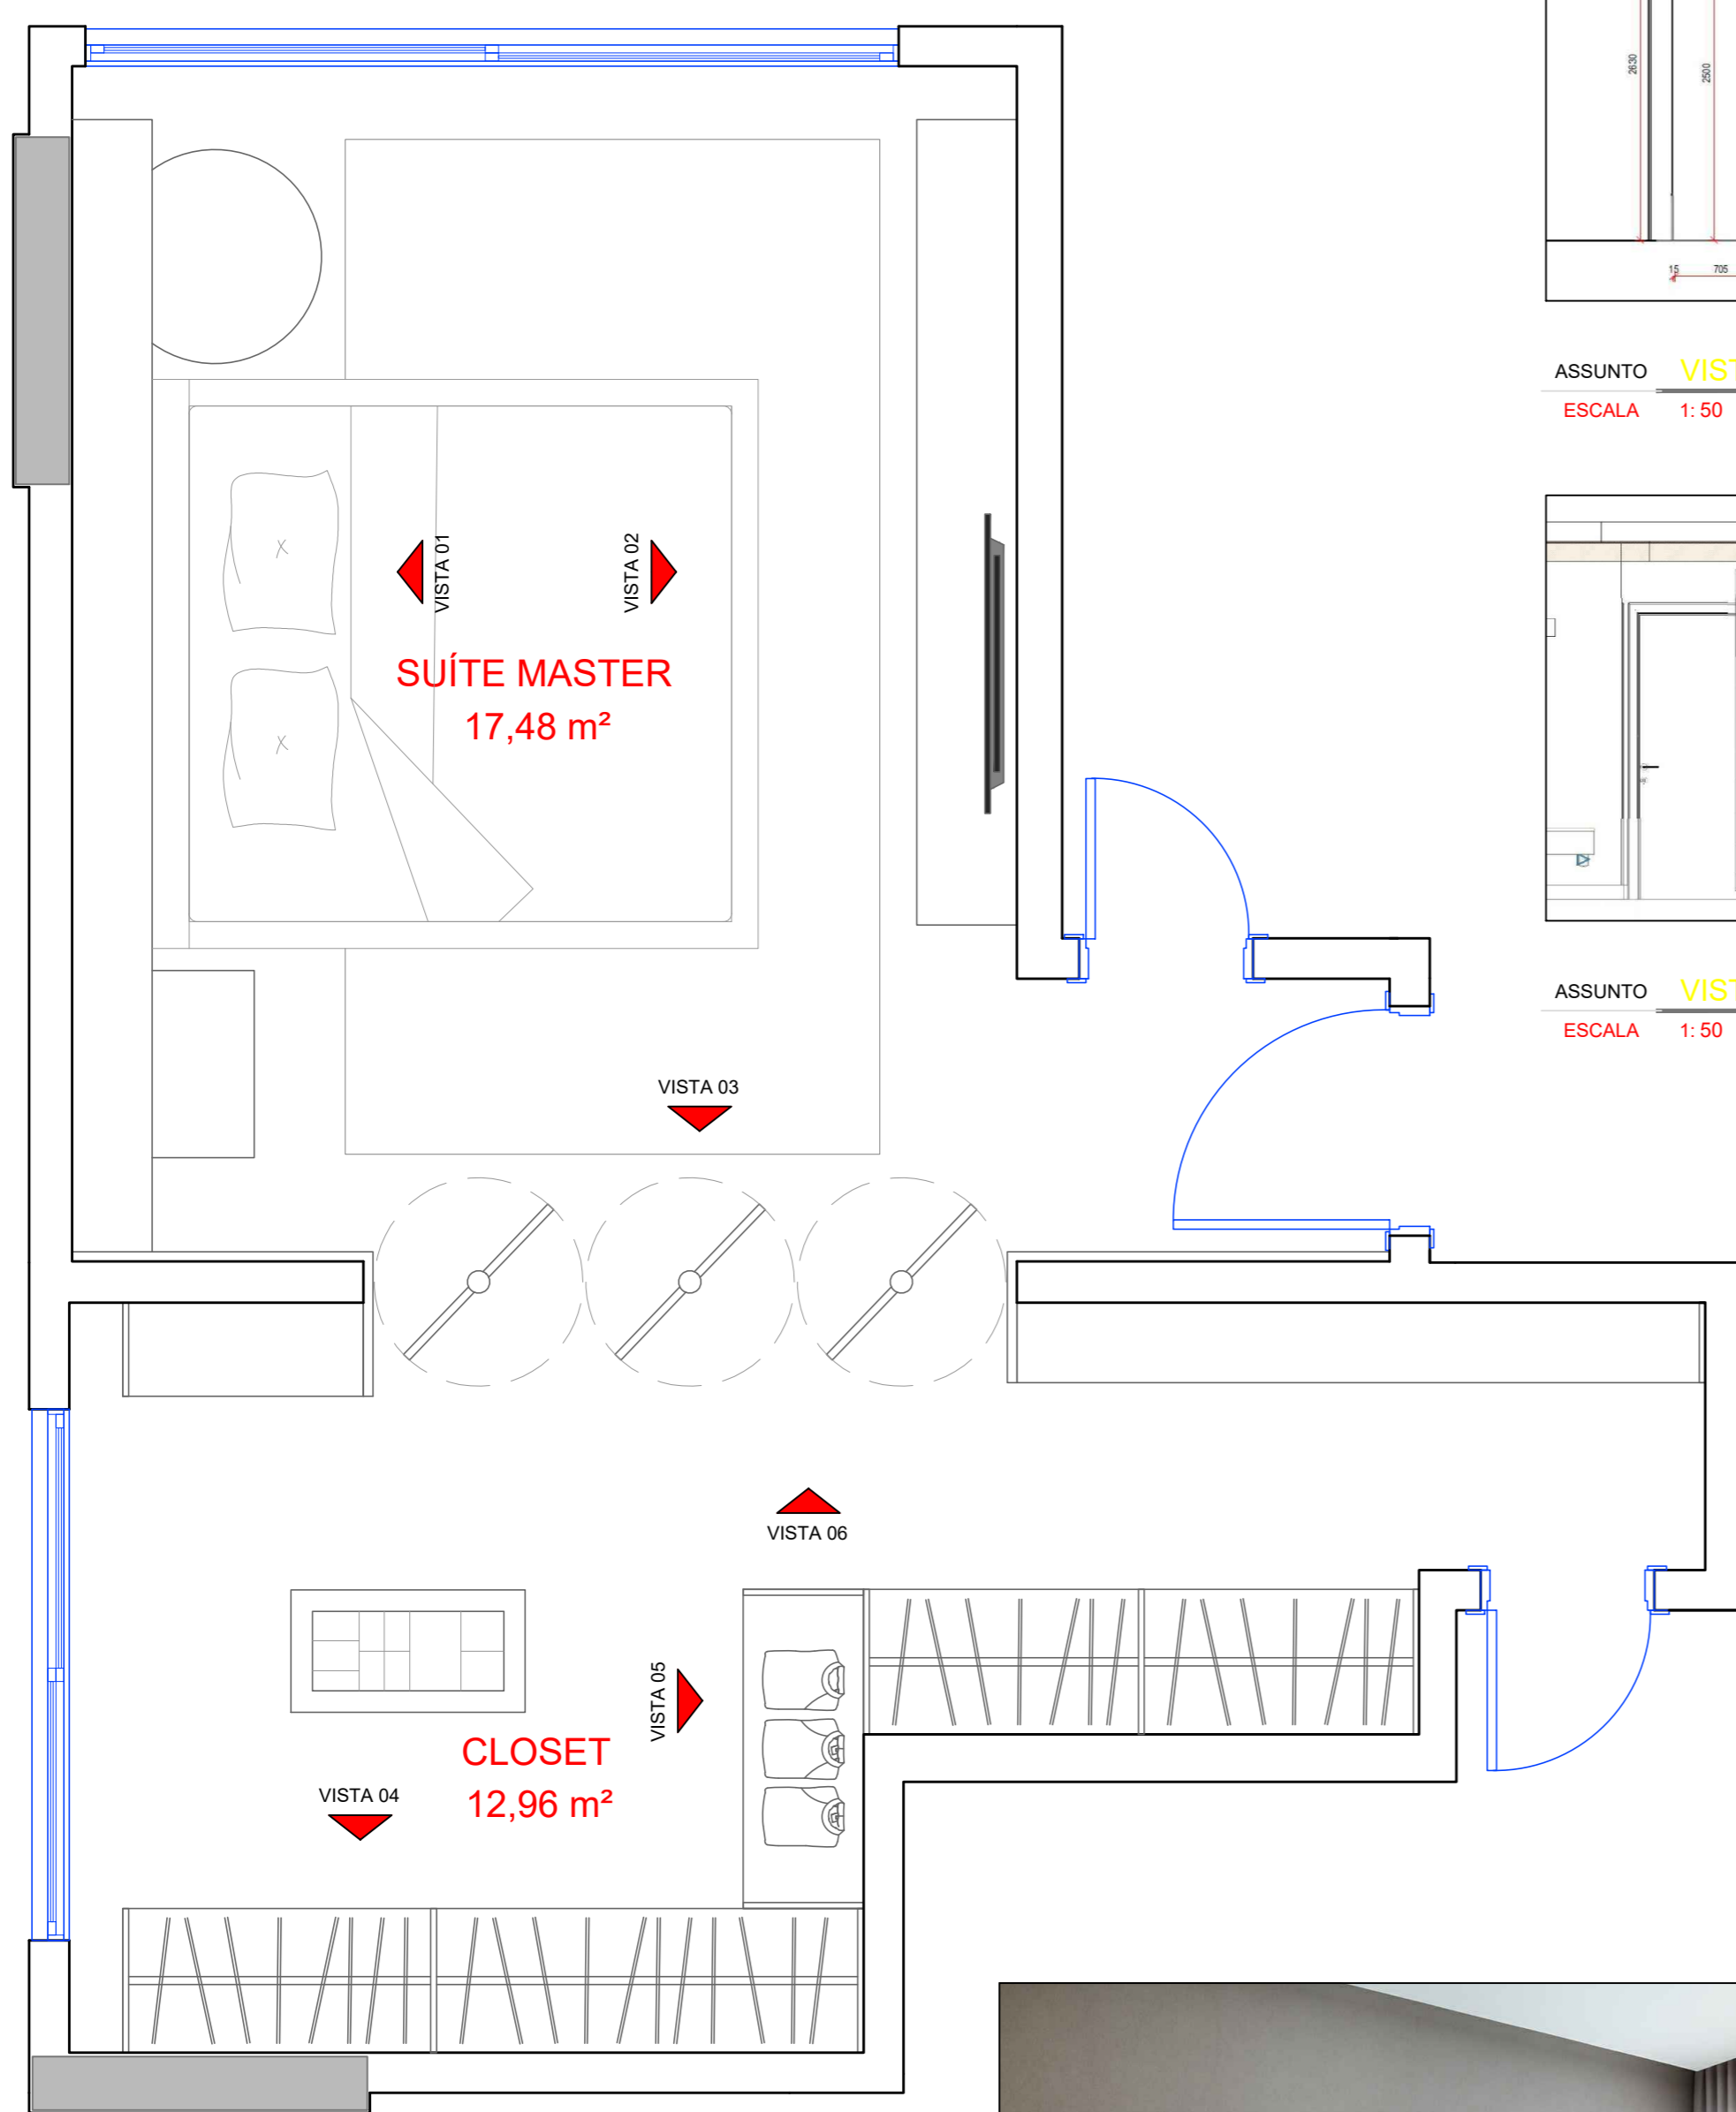 2630
2500
15
705
ASSUNTO
ESCALA 1: 50
VISTA 01
VISTA 02
SUÍTE MASTER
17,48 m²
ASSUNTO
ESCALA 1: 50
VISTA 03
VISTA 06
VISTA 05
CLOSET
12,96 m²
VISTA 04